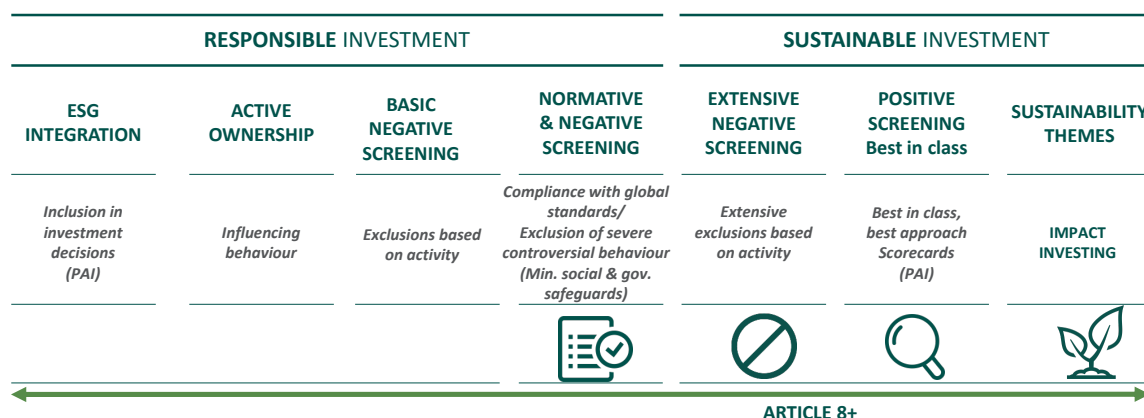 RESPONSIBLE INVESTMENT
SUSTAINABLE INVESTMENT
ESG
INTEGRATION
ACTIVE
OWNERSHIP
BASIC
NEGATIVE
SCREENING
NORMATIVE
& NEGATIVE
SCREENING
EXTENSIVE
NEGATIVE
SCREENING
POSITIVE
SCREENING
Best in class
SUSTAINABILITY
THEMES
Inclusion in
investment
decisions
(PAI)
Influencing
behaviour
Exclusions based
on activity
Compliance with global
standards/
Exclusion of severe
controversial behaviour
(Min. social & gov.
safeguards)
Extensive
exclusions based
on activity
Best in class,
best approach
Scorecards
(PAI)
IMPACT
INVESTING
ARTICLE 8+